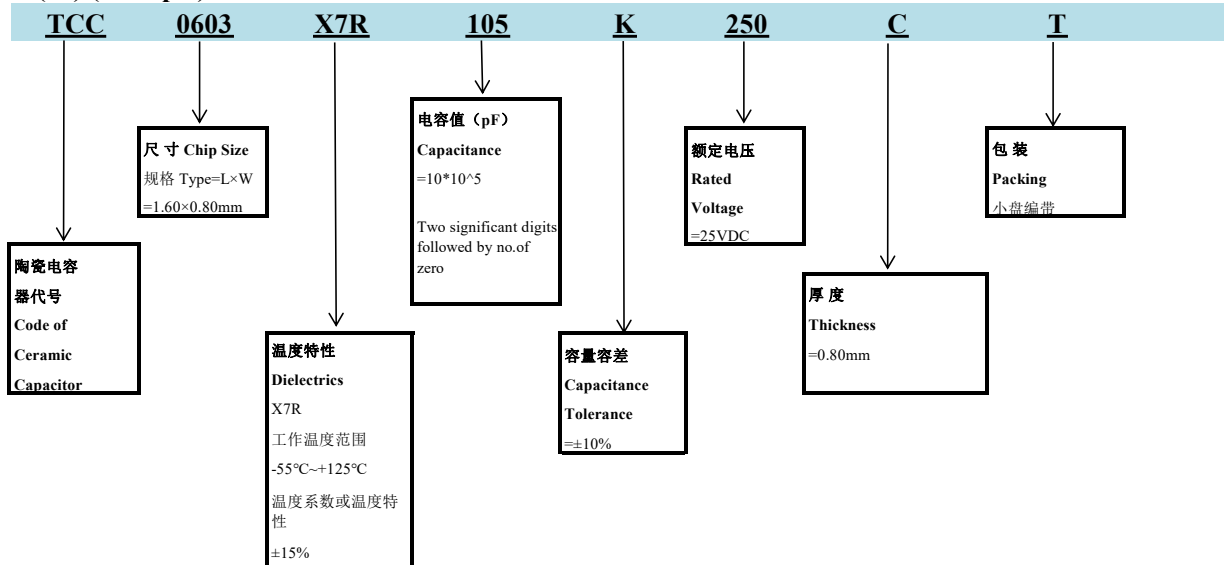 TCC 0603 X7R 105 K 250 C T
陶瓷电容
器代号
Code of
Ceramic
Capacitor
尺 寸 Chip Size
规格 Type=L×W
=1.60×0.80mm
温度特性
Dielectrics
X7R
工作温度范围
-55℃~+125℃
温度系数或温度特
性
±15%
电容值（pF）
Capacitance
=10*10^5
Two significant digits
followed by no.of
zero
容量容差
Capacitance
Tolerance
=±10%
额定电压
Rated
Voltage
=25VDC
厚 度
Thickness
=0.80mm
包 装
Packing
小盘编带